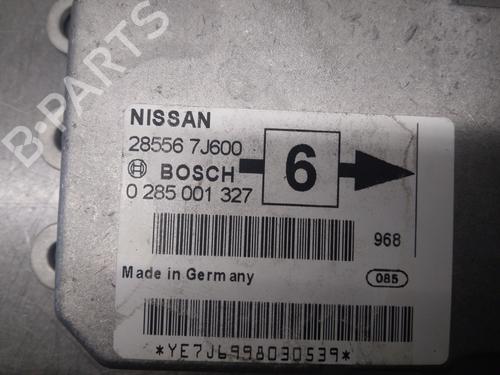 B-PARTS
NISSAN
28556 7J600
BOSCH
6
0 285 001 327
968
Made in Germany
085
*YE7J6998030539*